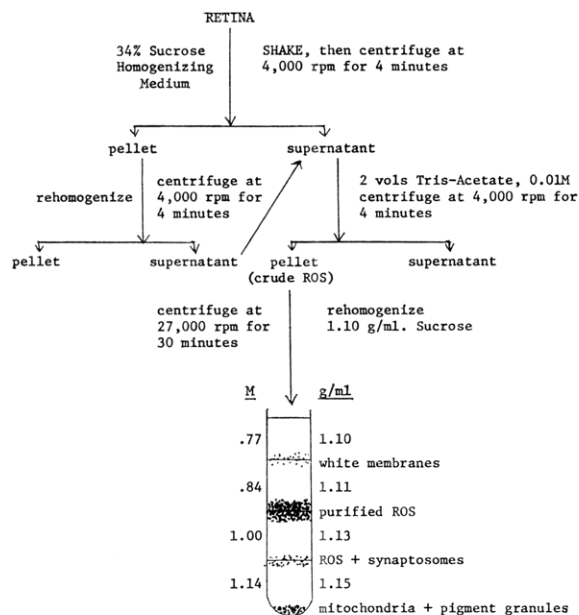 RETINA
34% Sucrose
Homogenizing
Medium
SHAKE, then centrifuge at
4,000 rpm for 4 minutes
pellet
supernatant
rehomogenize
centrifuge at
4,000 rpm for
4 minutes
2 vols Tris-Acetate, 0.01M
centrifuge at 4,000 rpm for
4 minutes
pellet
supernatant
pellet
(crude ROS)
supernatant
centrifuge at
27,000 rpm for
30 minutes
rehomogenize
1.10 g/ml. Sucrose
M
g/ml
.77
1.10
white membranes
.84
1.11
purified ROS
1.00
1.13
ROS + synaptosomes
1.14
1.15
mitochondria + pigment granules